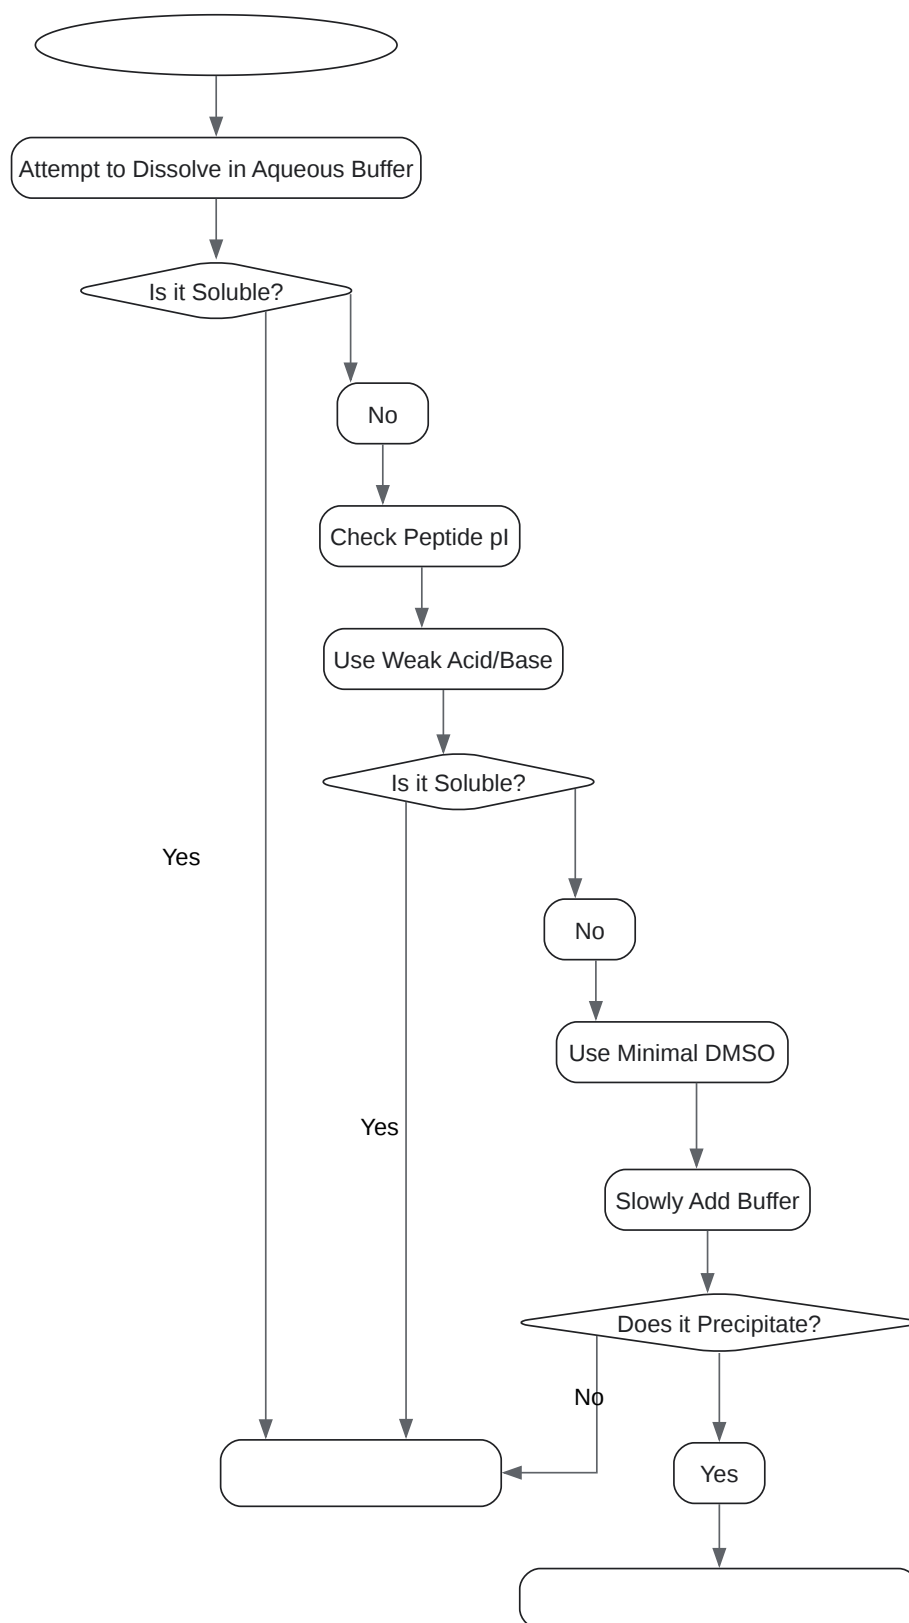 Attempt to Dissolve in Aqueous Buffer
Is it Soluble?
No
Check Peptide pI
Use Weak Acid/Base
Is it Soluble?
Yes
No
Use Minimal DMSO
Yes
Slowly Add Buffer
Does it Precipitate?
No
Yes